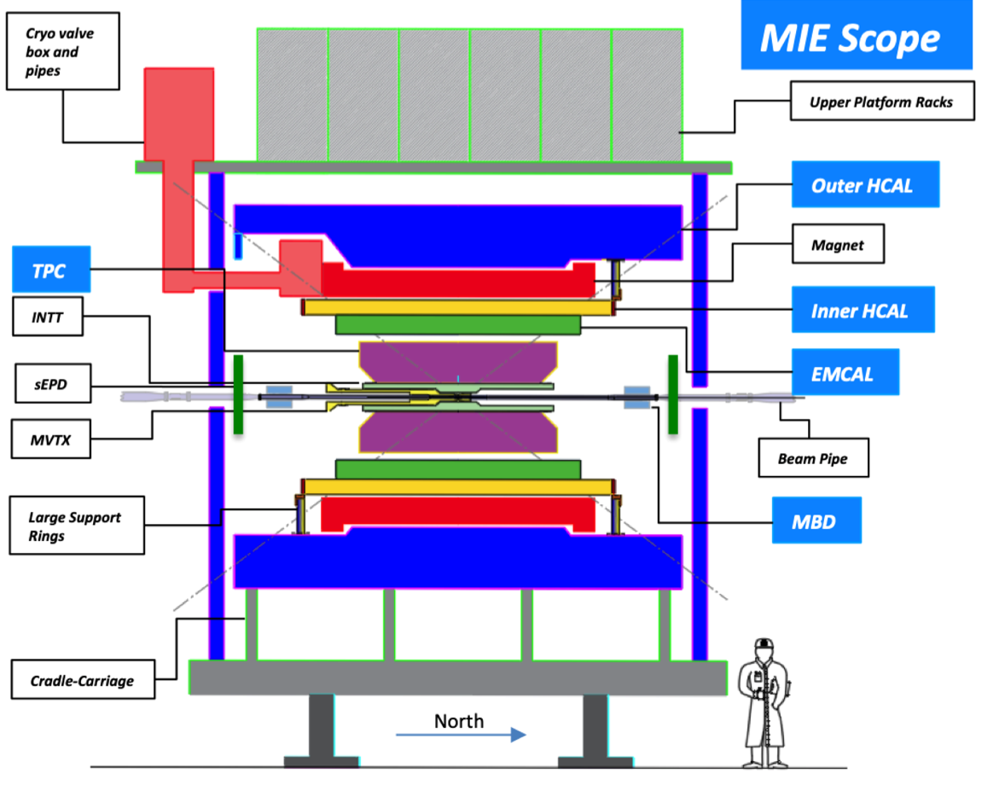 Cryo valve
box and
pipes
MIE Scope
Upper Platform Racks
Outer HCAL
Magnet
TPC
INTT
Inner HCAL
sEPD
EMCAL
MVTX
Beam Pipe
Large Support
Rings
MBD
Cradle-Carriage
North